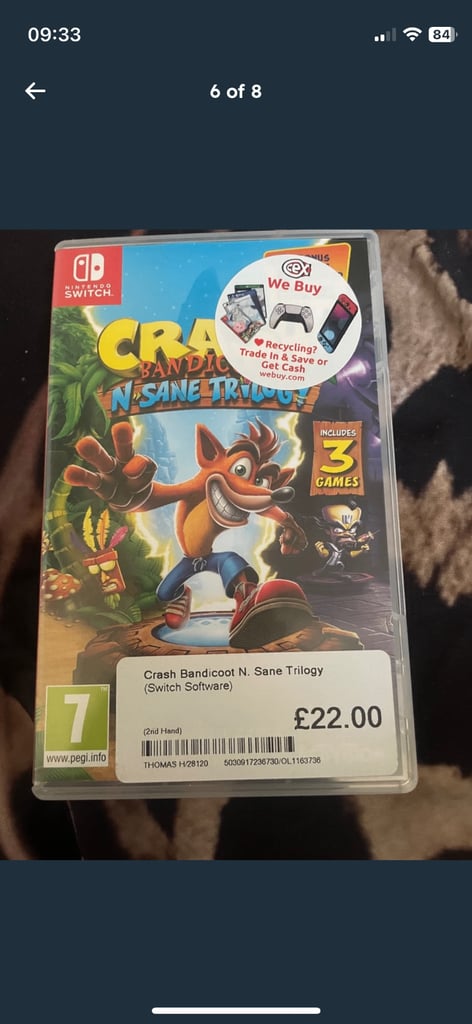 09:33
84
6 of 8
NINTENDO
SWITCH
CeX
We Buy
Recycling?
Trade In & Save or
Get Cash
webuy.com
BANDIC
N. SANE TRILOGY
INCLUDES
3
GAMES
Crash Bandicoot N. Sane Trilogy
(Switch Software)
£22.00
(2nd Hand)
THOMAS H/28120 5030917236730/OL1163736
7
www.pegi.info